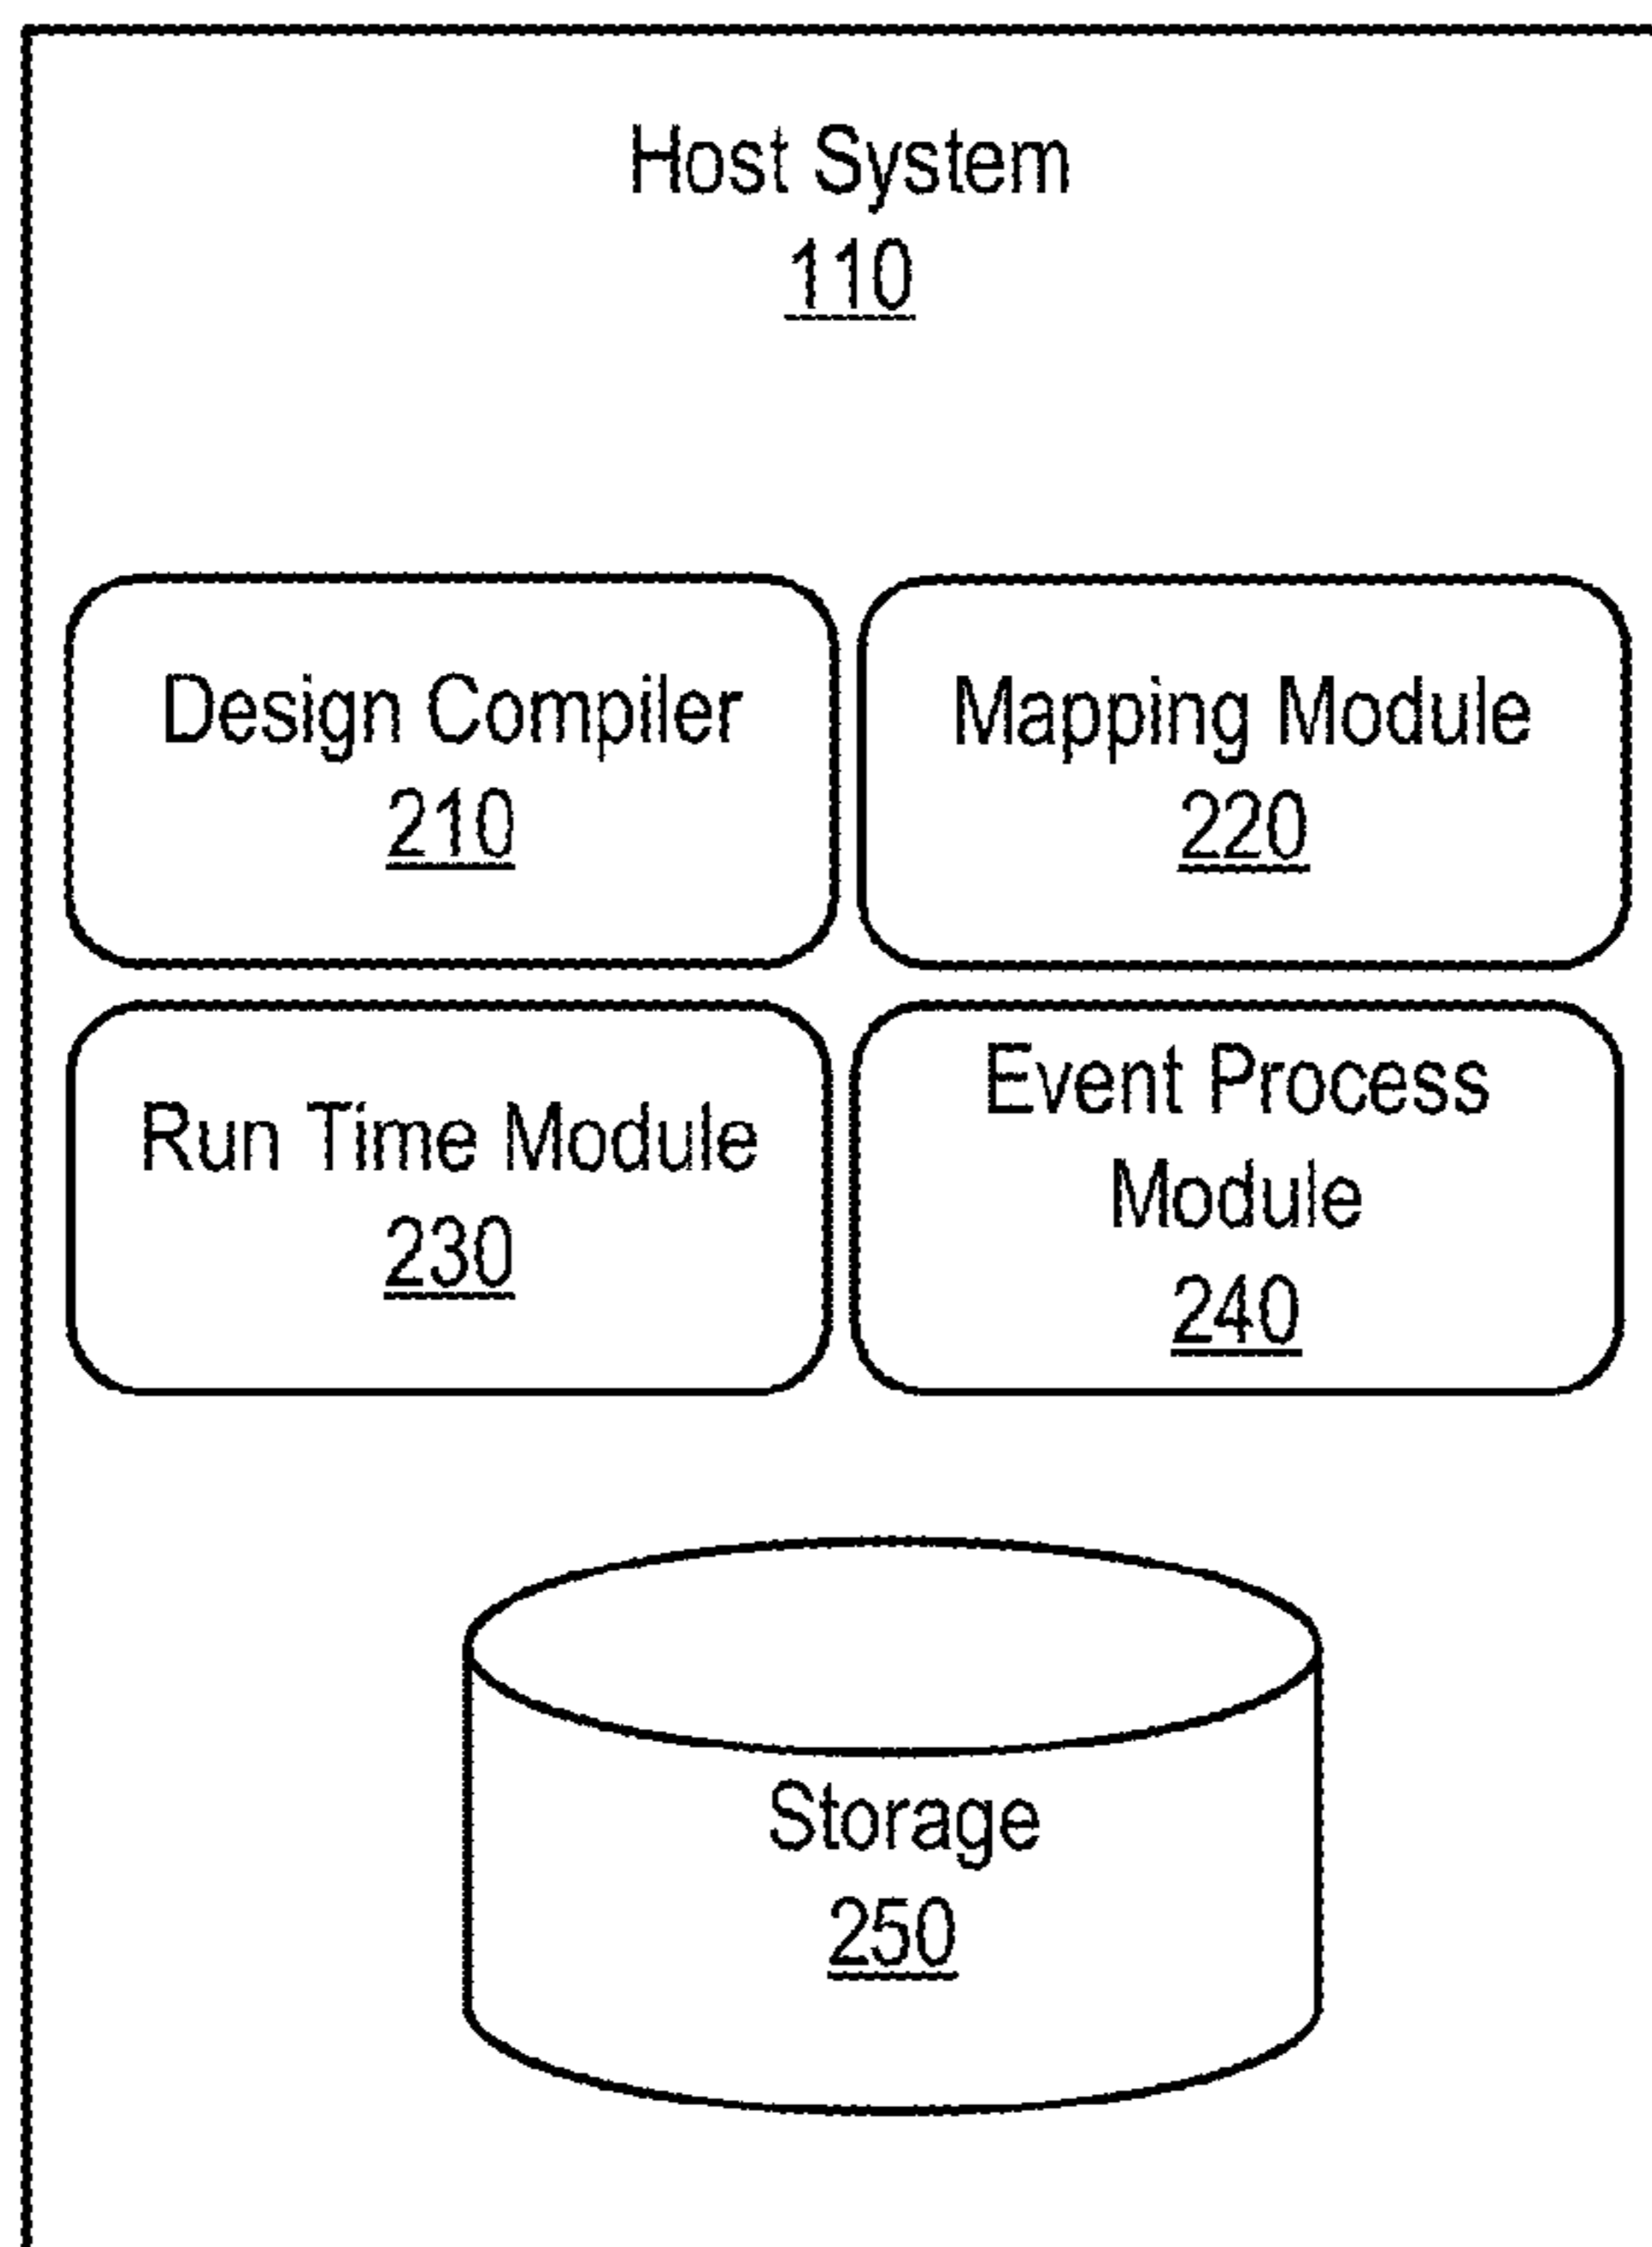 Host System
110
Design Compiler
210
Mapping Module
220
Run Time Module
230
Event Process
Module
240
Storage
250